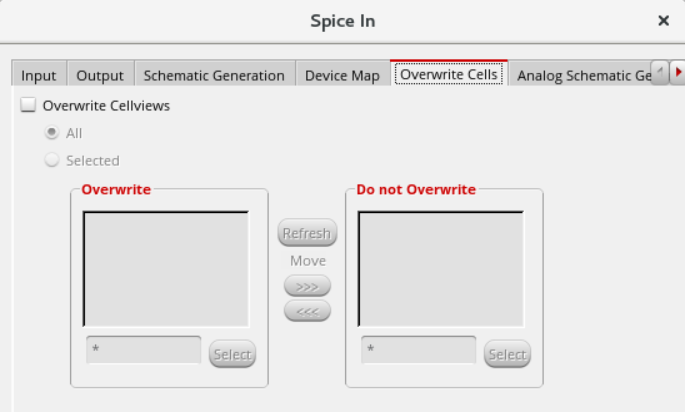 Spice In
Input Output Schematic Generation Device Map Overwrite Cells Analog Schematic Ge
Overwrite Cellviews
All
Selected
Overwrite Do not Overwrite
Refresh
Move
>>>
<<<
* Select * Select